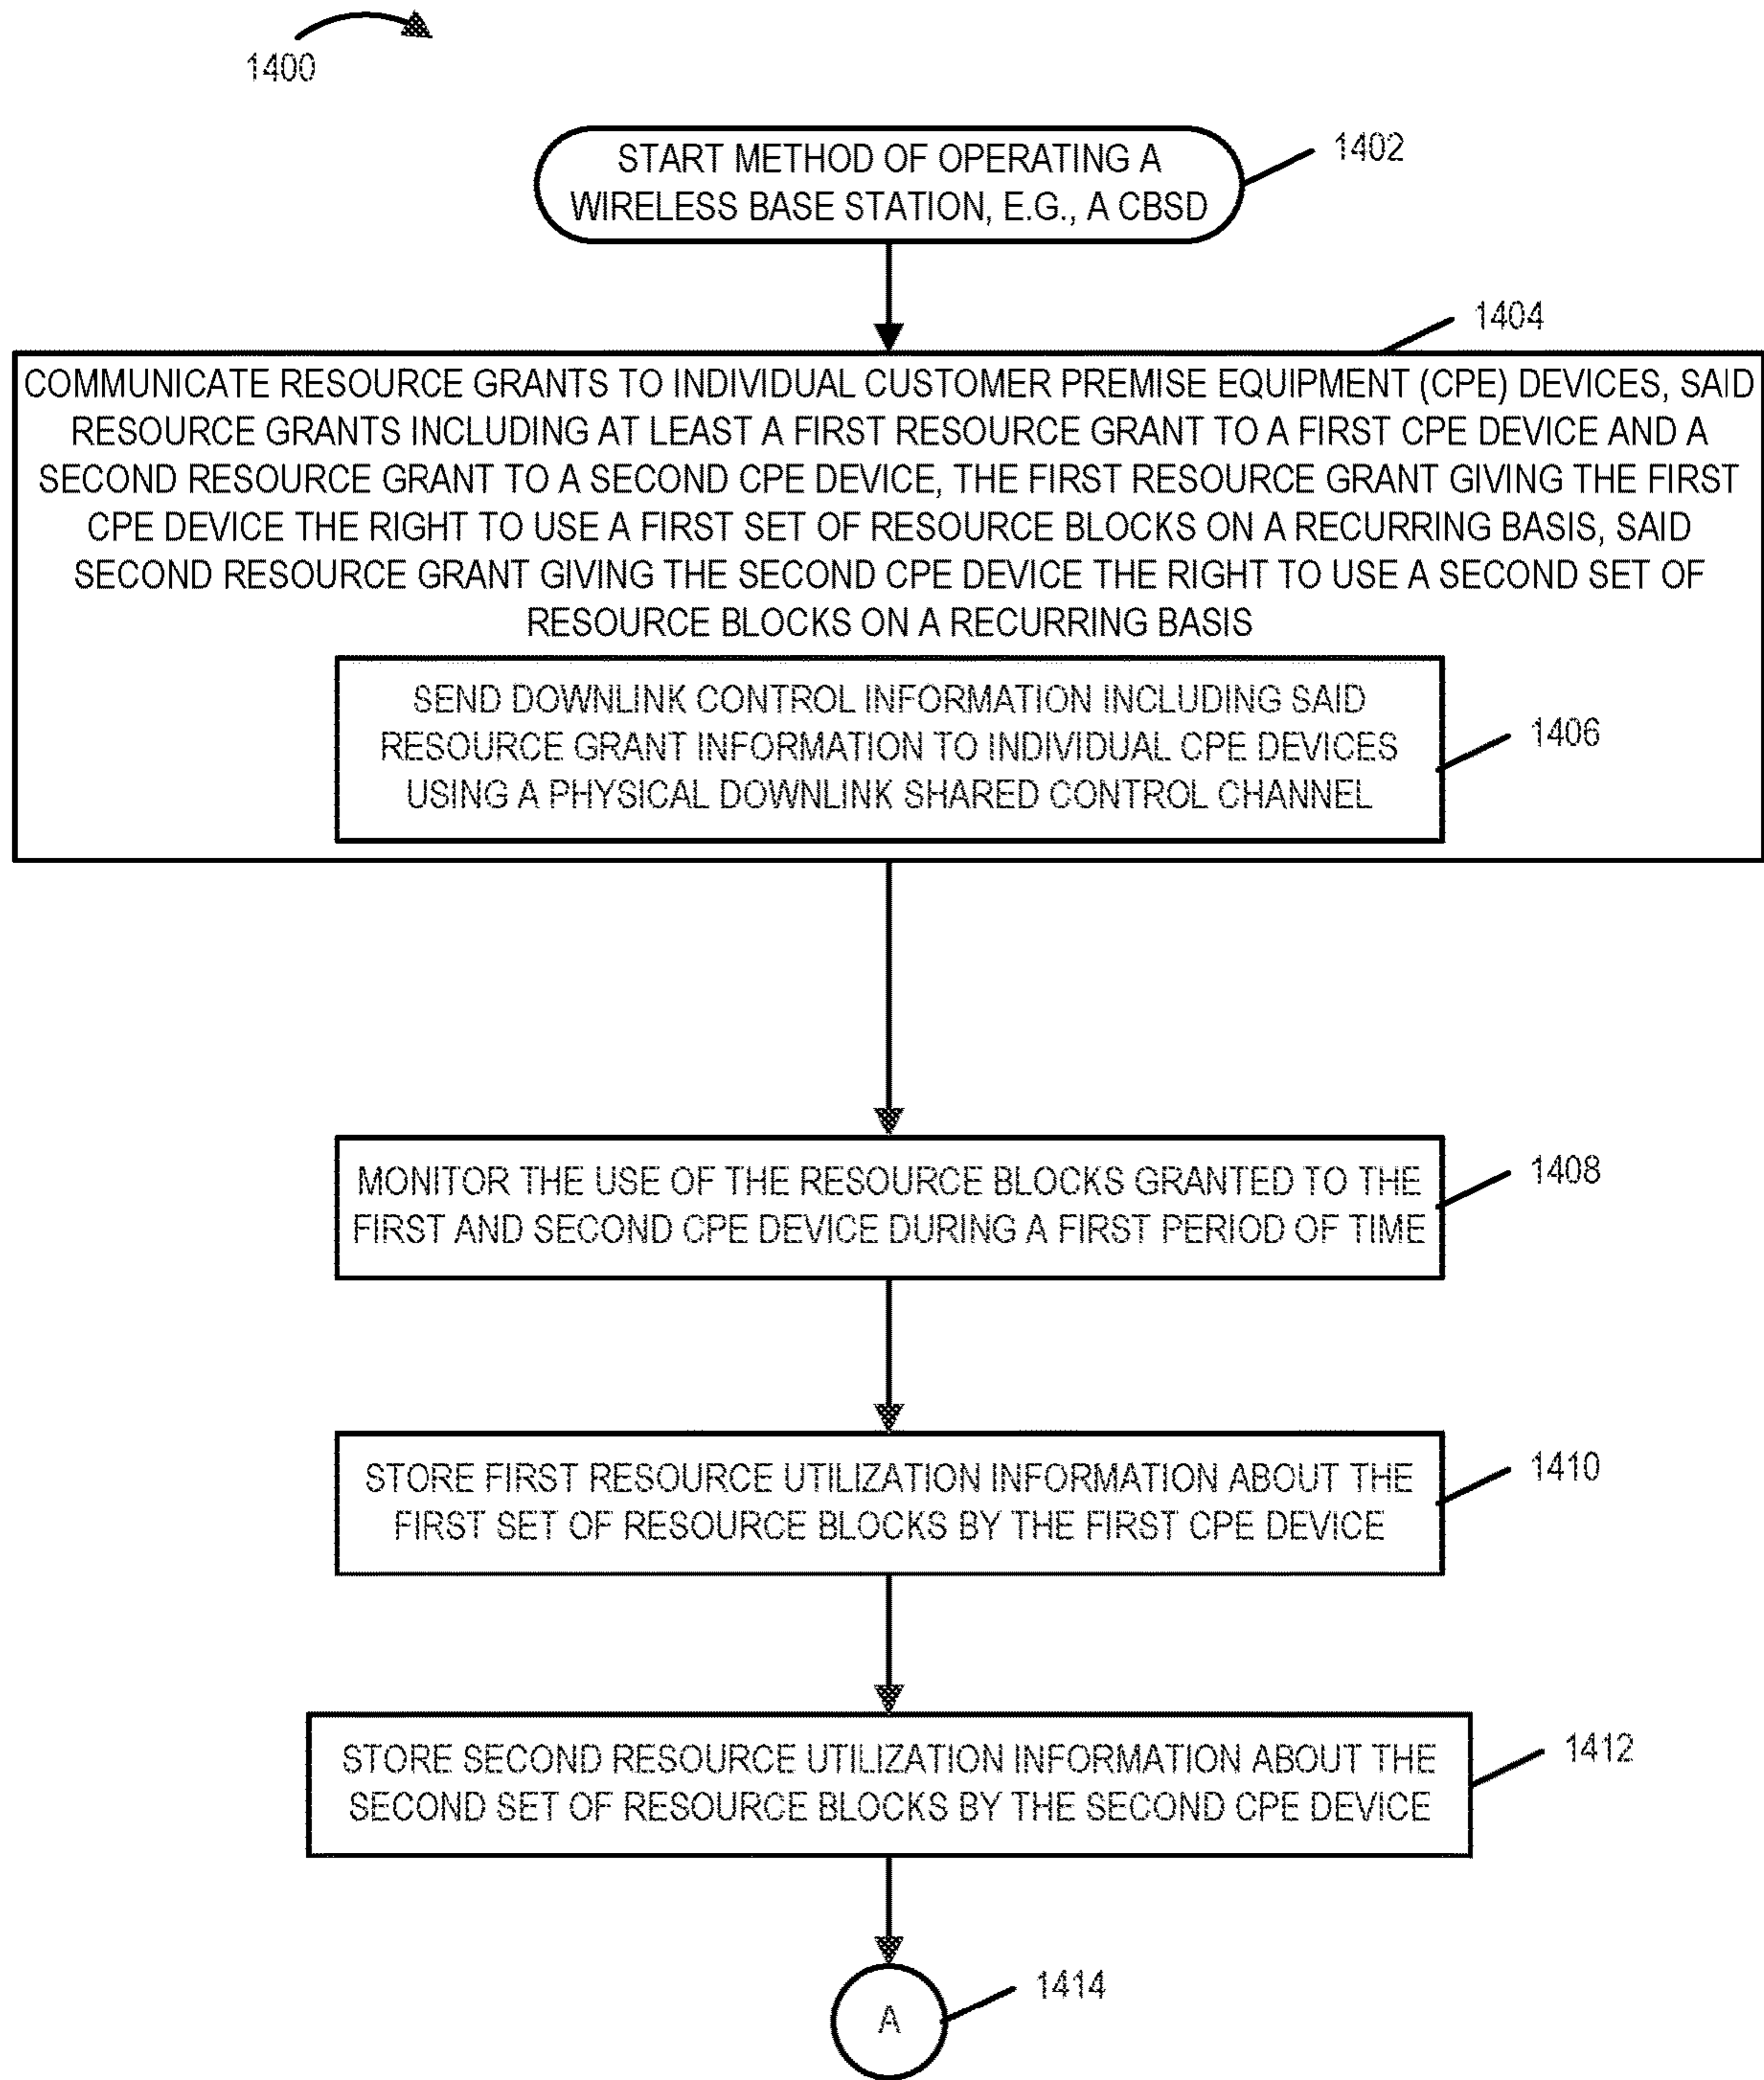 1400
START METHOD OF OPERATING A
WIRELESS BASE STATION, E.G., A CBSD
1402
1404
COMMUNICATE RESOURCE GRANTS TO INDIVIDUAL CUSTOMER PREMISE EQUIPMENT (CPE) DEVICES, SAID
RESOURCE GRANTS INCLUDING AT LEAST A FIRST RESOURCE GRANT TO A FIRST CPE DEVICE AND A
SECOND RESOURCE GRANT TO A SECOND CPE DEVICE, THE FIRST RESOURCE GRANT GIVING THE FIRST
CPE DEVICE THE RIGHT TO USE A FIRST SET OF RESOURCE BLOCKS ON A RECURRING BASIS, SAID
SECOND RESOURCE GRANT GIVING THE SECOND CPE DEVICE THE RIGHT TO USE A SECOND SET OF
RESOURCE BLOCKS ON A RECURRING BASIS
SEND DOWNLINK CONTROL INFORMATION INCLUDING SAID
RESOURCE GRANT INFORMATION TO INDIVIDUAL CPE DEVICES
USING A PHYSICAL DOWNLINK SHARED CONTROL CHANNEL
1406
MONITOR THE USE OF THE RESOURCE BLOCKS GRANTED TO THE
FIRST AND SECOND CPE DEVICE DURING A FIRST PERIOD OF TIME
1408
STORE FIRST RESOURCE UTILIZATION INFORMATION ABOUT THE
FIRST SET OF RESOURCE BLOCKS BY THE FIRST CPE DEVICE
1410
STORE SECOND RESOURCE UTILIZATION INFORMATION ABOUT THE
SECOND SET OF RESOURCE BLOCKS BY THE SECOND CPE DEVICE
1412
A
1414